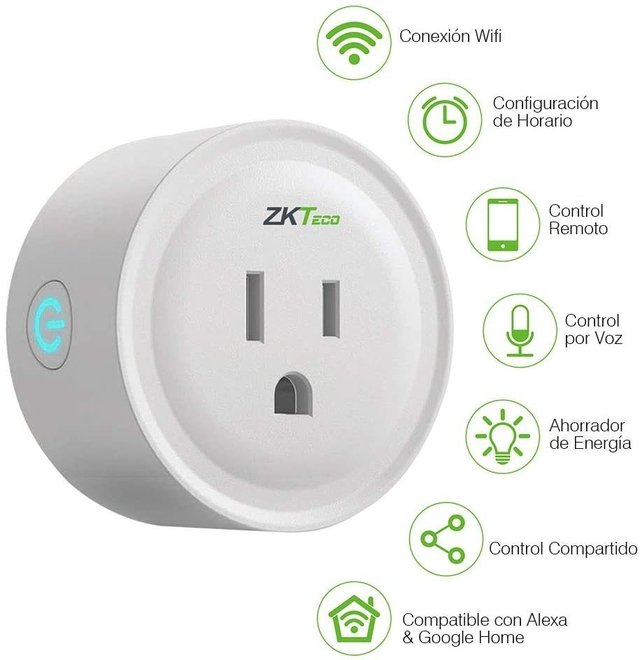 Conexión Wifi
Configuración
de Horario
ZKTECO
Control
Remoto
Control
por Voz
Ahorrador
de Energía
Control Compartido
Compatible con Alexa
& Google Home